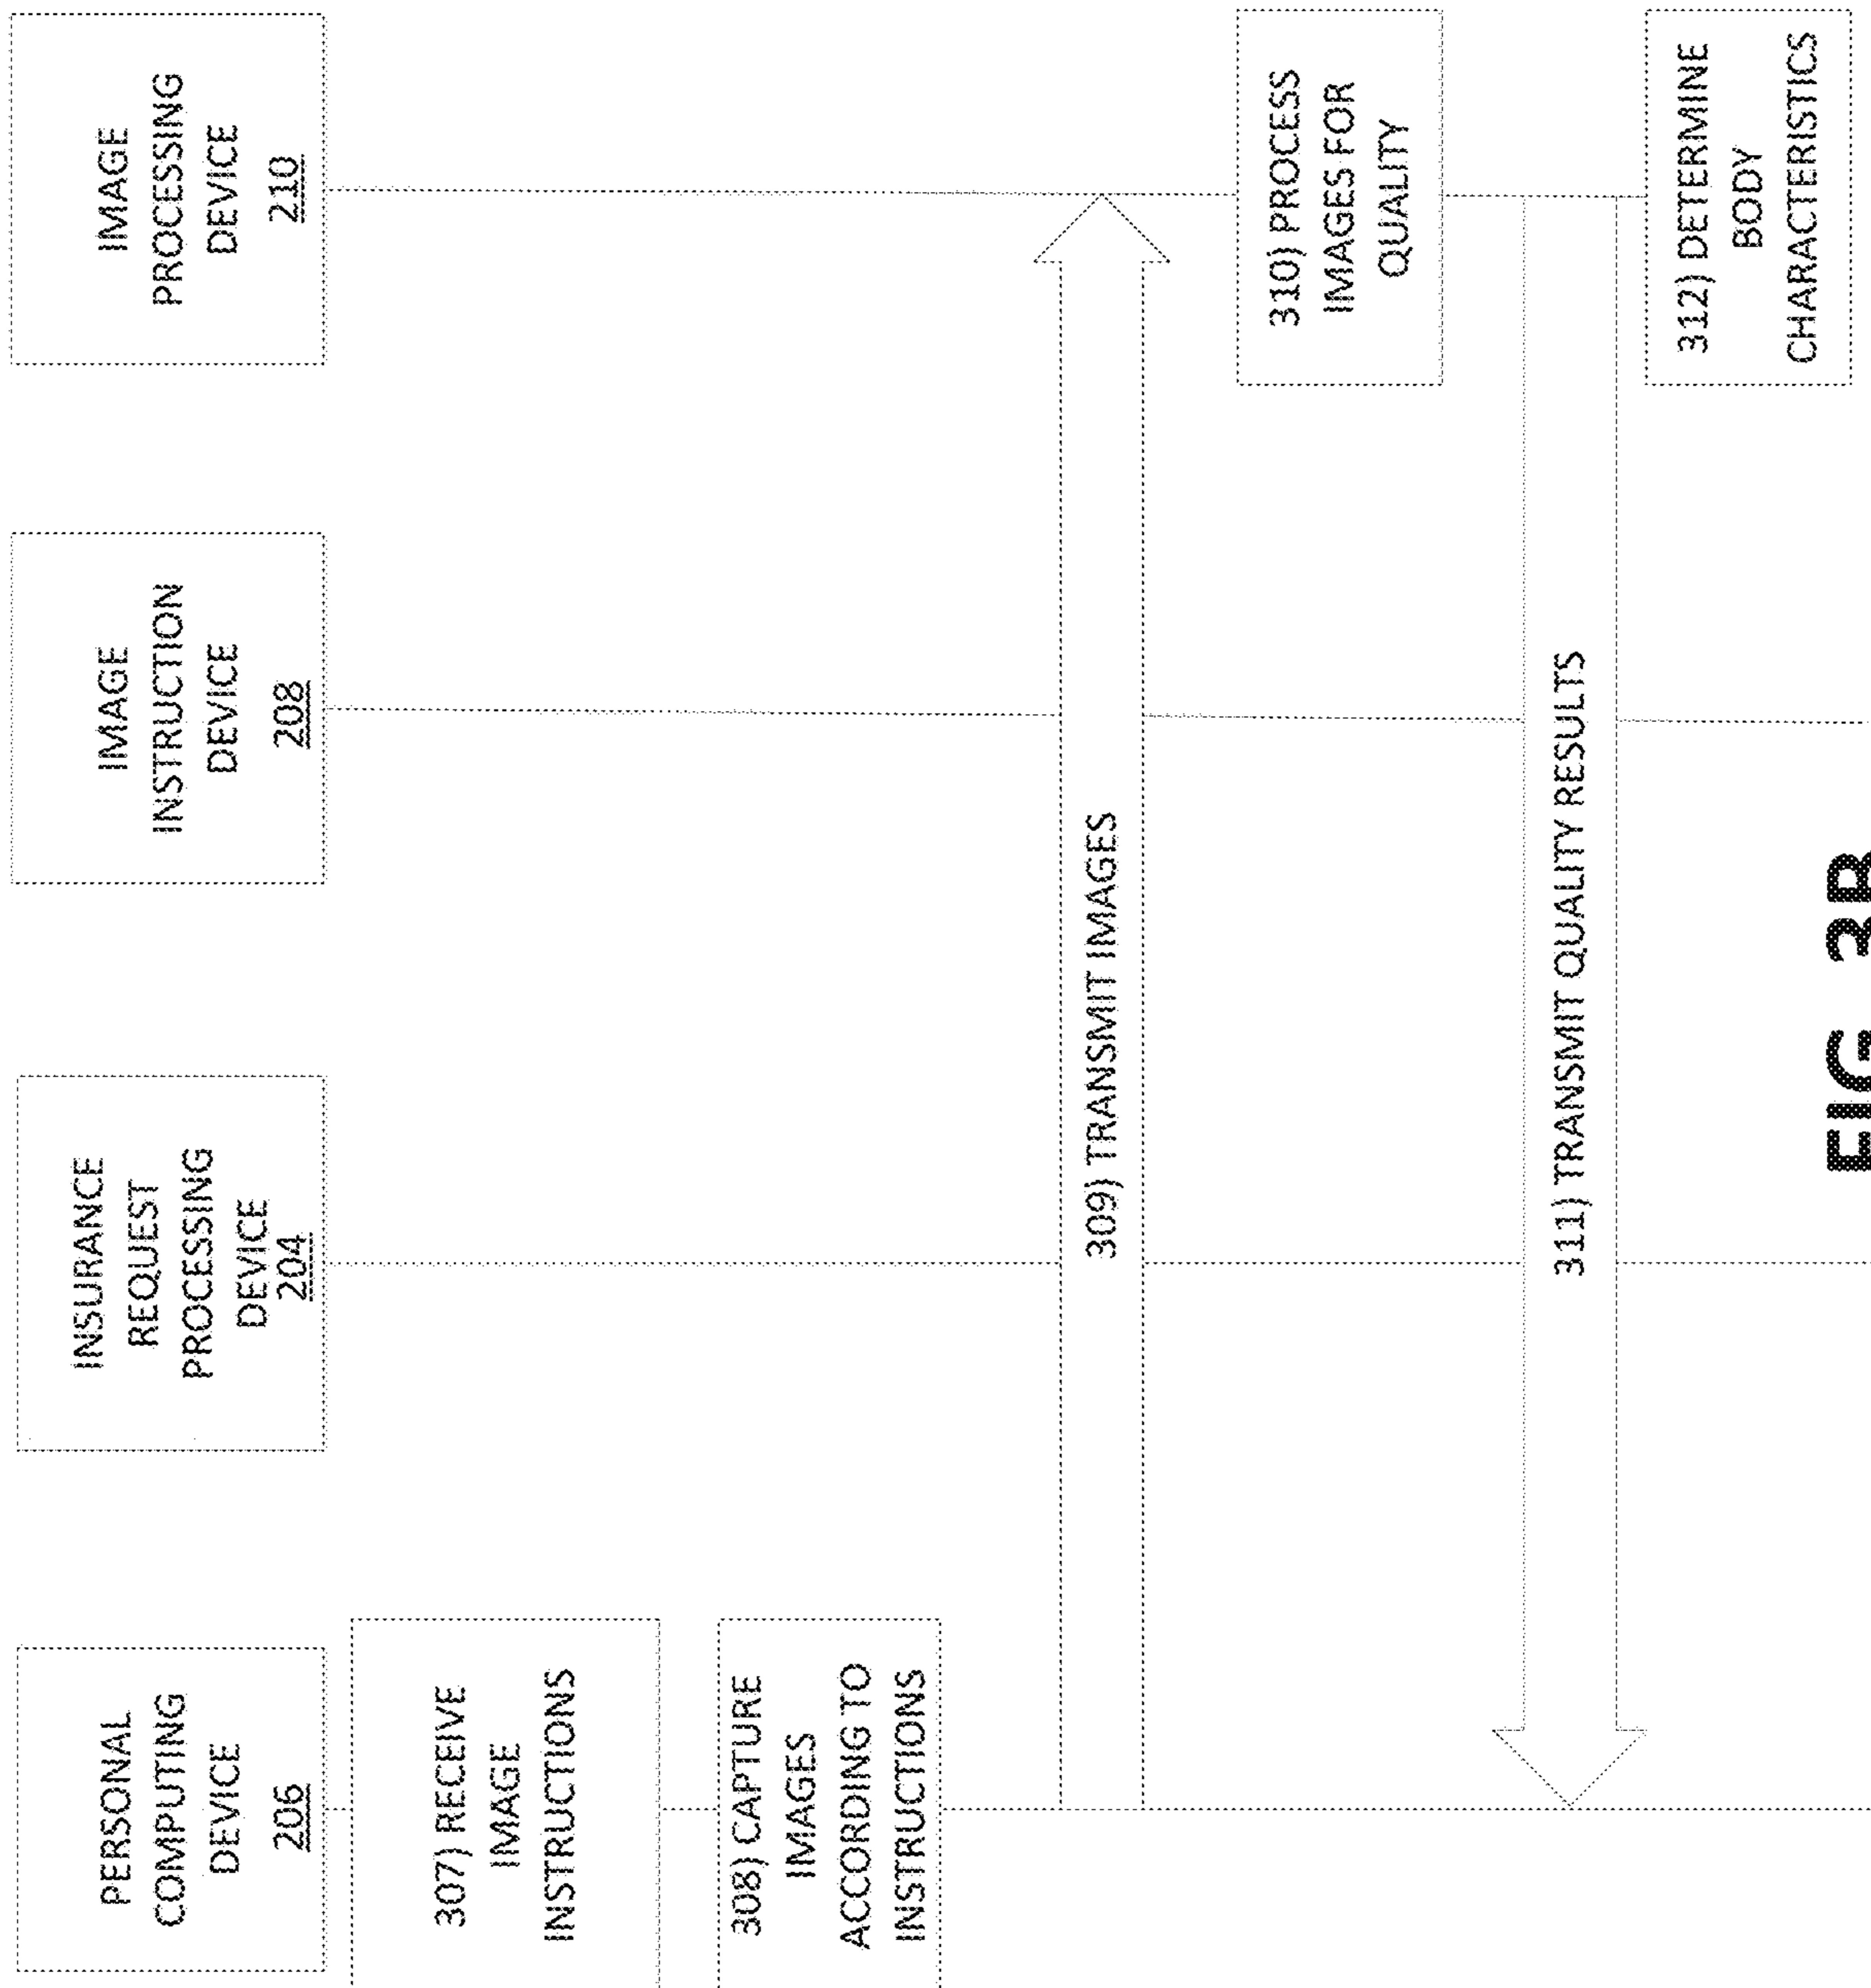 PERSONAL
COMPUTING
DEVICE
206
INSURANCE
REQUEST
PROCESSING
DEVICE
204
IMAGE
INSTRUCTION
DEVICE
208
IMAGE
PROCESSING
DEVICE
210
307) RECEIVE
IMAGE
INSTRUCTIONS
308) CAPTURE
IMAGES
ACCORDING TO
INSTRUCTIONS
309) TRANSMIT IMAGES
310) PROCESS
IMAGES FOR
QUALITY
311) TRANSMIT QUALITY RESULTS
312) DETERMINE
BODY
CHARACTERISTICS
FIG. 3B